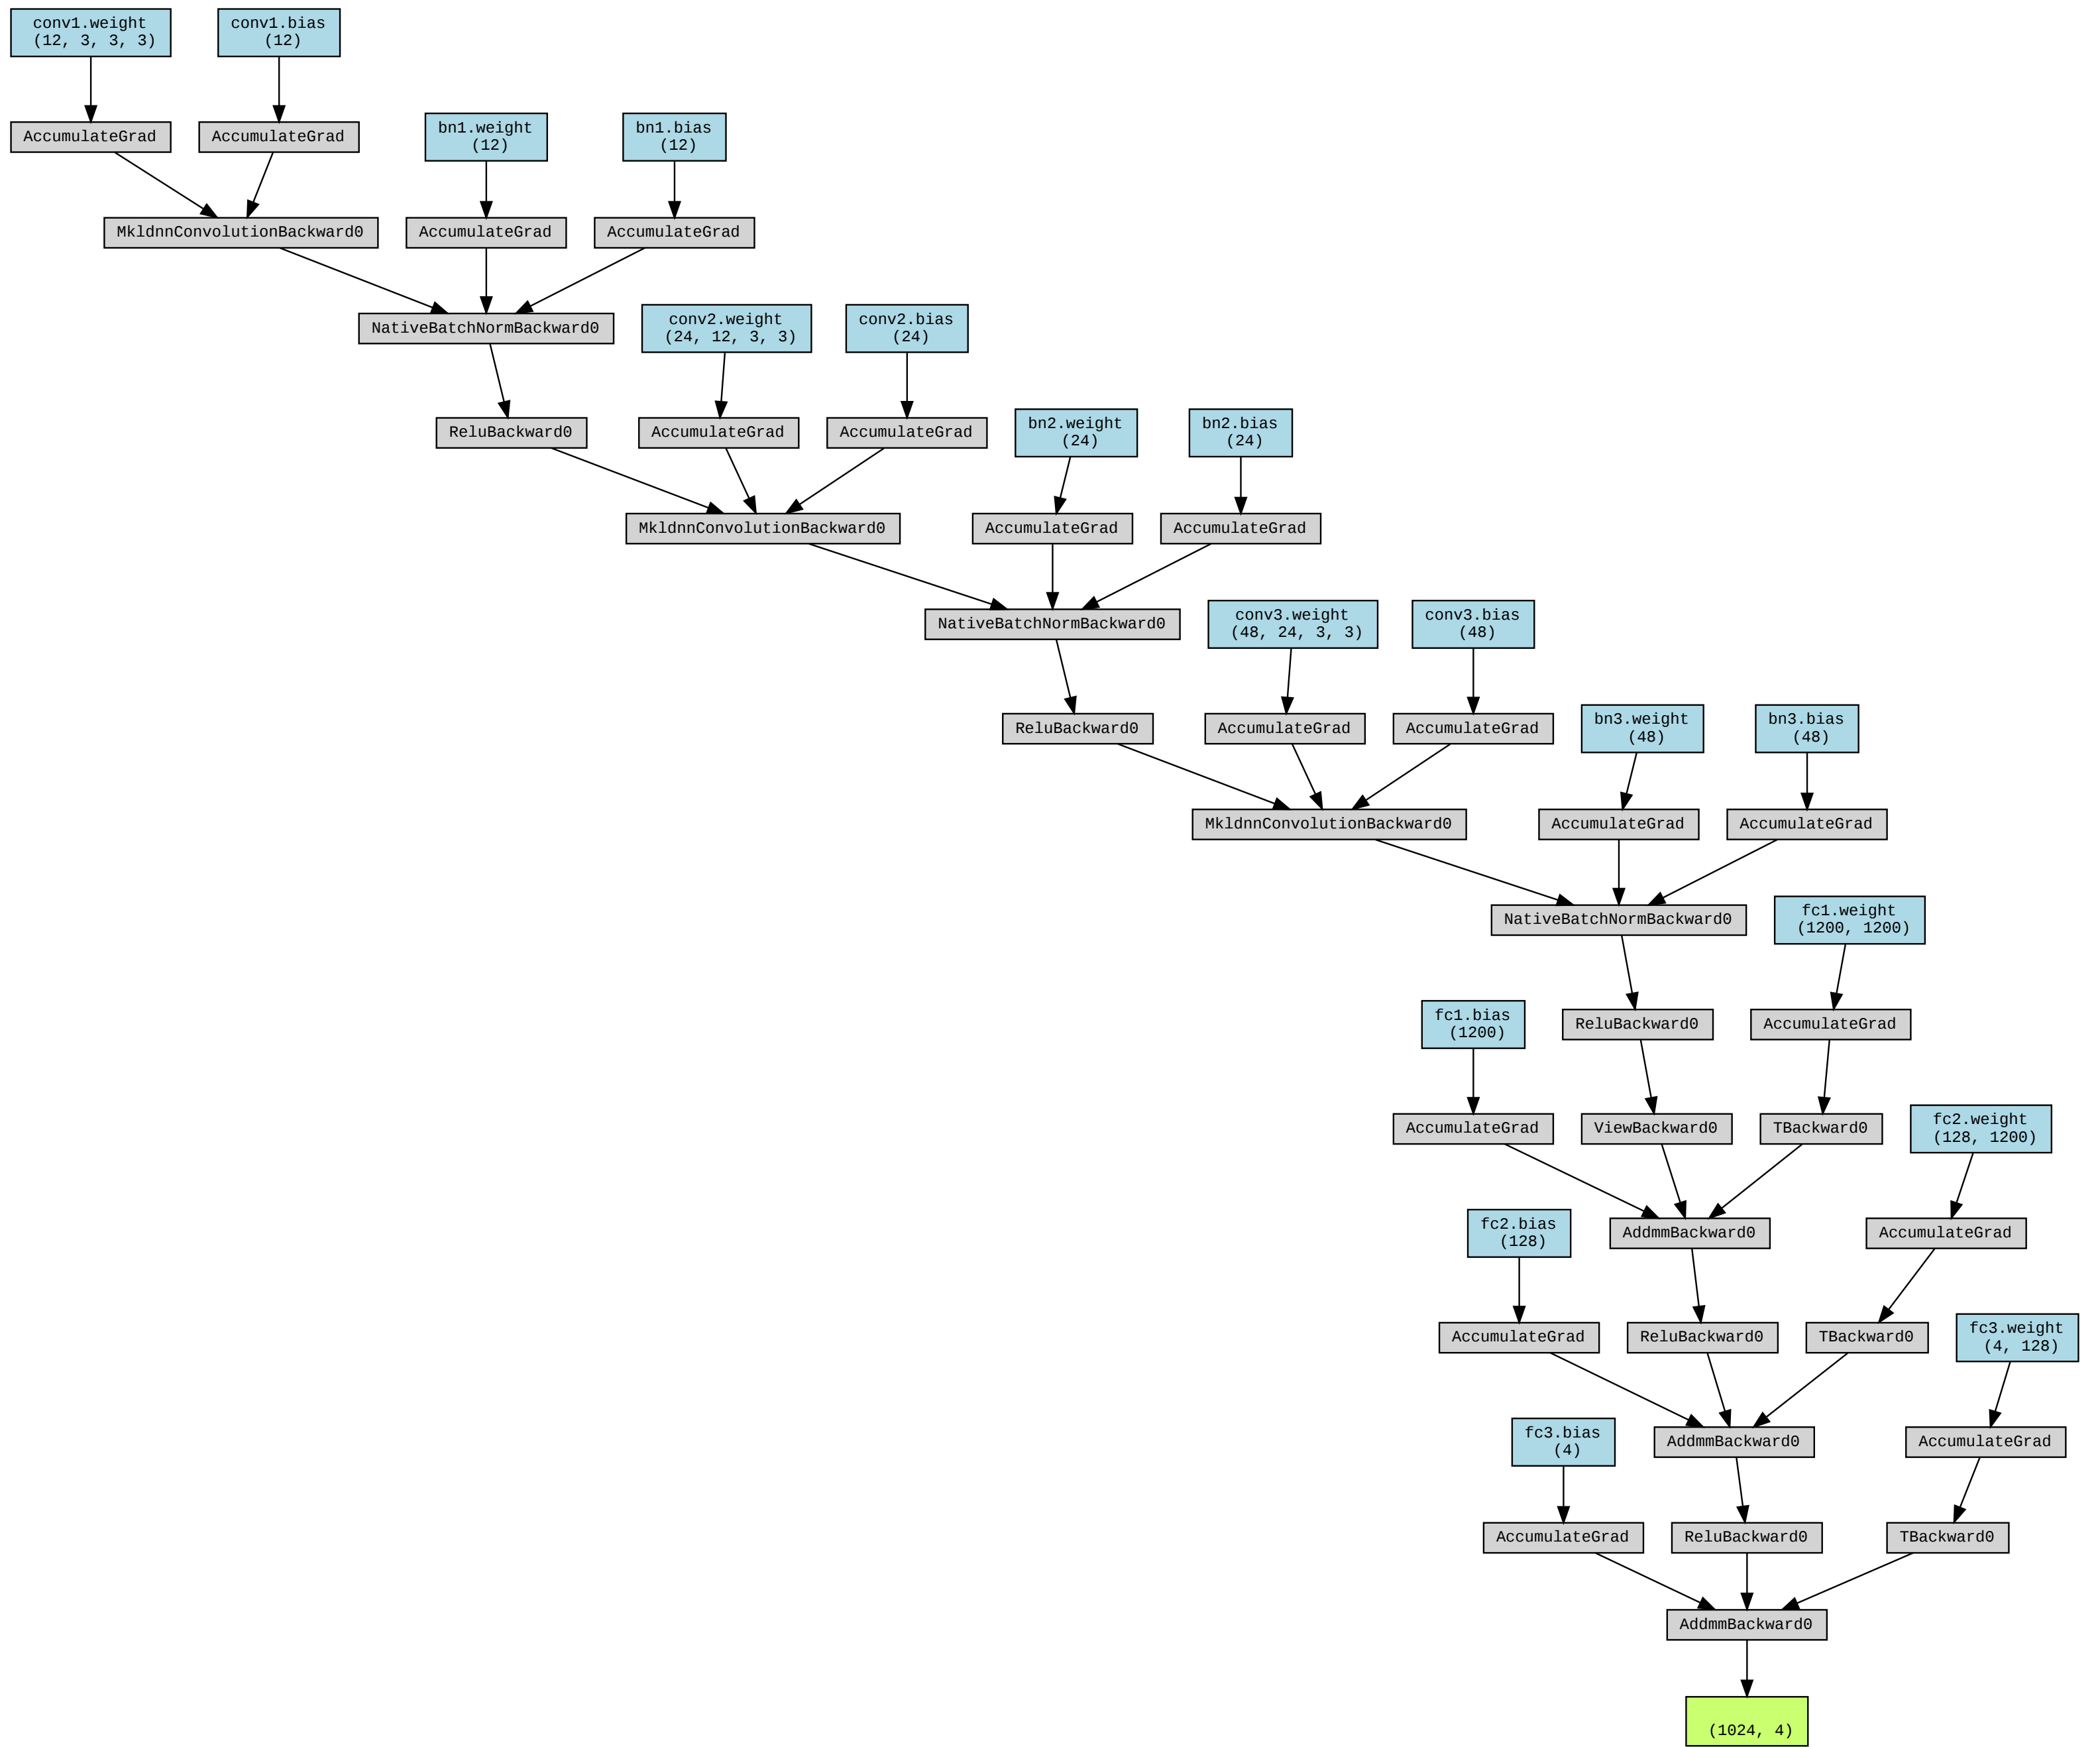 conv1.weight
(12, 3, 3, 3)
conv1.bias
(12)
AccumulateGrad
AccumulateGrad
bn1.weight
(12)
bn1.bias
(12)
MkldnnConvolutionBackward0
AccumulateGrad
AccumulateGrad
NativeBatchNormBackward0
conv2.weight
(24, 12, 3, 3)
conv2.bias
(24)
ReluBackward0
AccumulateGrad
AccumulateGrad
bn2.weight
(24)
bn2.bias
(24)
MkldnnConvolutionBackward0
AccumulateGrad
AccumulateGrad
NativeBatchNormBackward0
conv3.weight
(48, 24, 3, 3)
conv3.bias
(48)
ReluBackward0
AccumulateGrad
AccumulateGrad
bn3.weight
(48)
bn3.bias
(48)
MkldnnConvolutionBackward0
AccumulateGrad
AccumulateGrad
NativeBatchNormBackward0
fc1.weight
(1200, 1200)
fc1.bias
(1200)
ReluBackward0
AccumulateGrad
AccumulateGrad
ViewBackward0
TBackward0
fc2.weight
(128, 1200)
fc2.bias
(128)
AddmmBackward0
AccumulateGrad
AccumulateGrad
ReluBackward0
TBackward0
fc3.weight
(4, 128)
fc3.bias
(4)
AddmmBackward0
AccumulateGrad
AccumulateGrad
ReluBackward0
TBackward0
AddmmBackward0
(1024, 4)